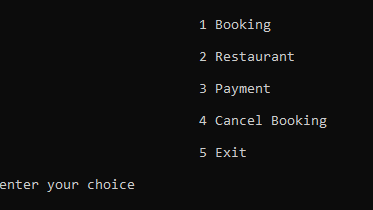 1 Booking
2 Restaurant
3 Payment
4 Cancel Booking
5 Exit
enter your choice